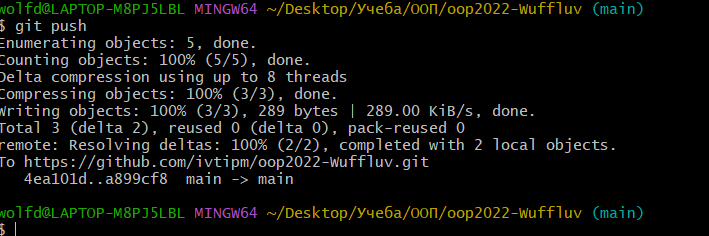 wolfd@LAPTOP-M8PJ5LBL MINGW64 ~/Desktop/Учеба/ООП/oop2022-Wuffluv (main)
$ git push
Enumerating objects: 5, done.
Counting objects: 100% (5/5), done.
Delta compression using up to 8 threads
Compressing objects: 100% (3/3), done.
Writing objects: 100% (3/3), 289 bytes | 289.00 KiB/s, done.
Total 3 (delta 2), reused 0 (delta 0), pack-reused 0
remote: Resolving deltas: 100% (2/2), completed with 2 local objects.
To https://github.com/ivtipm/oop2022-Wuffluv.git
   4ea101d..a899cf8  main -> main
wolfd@LAPTOP-M8PJ5LBL MINGW64 ~/Desktop/Учеба/ООП/oop2022-Wuffluv (main)
$